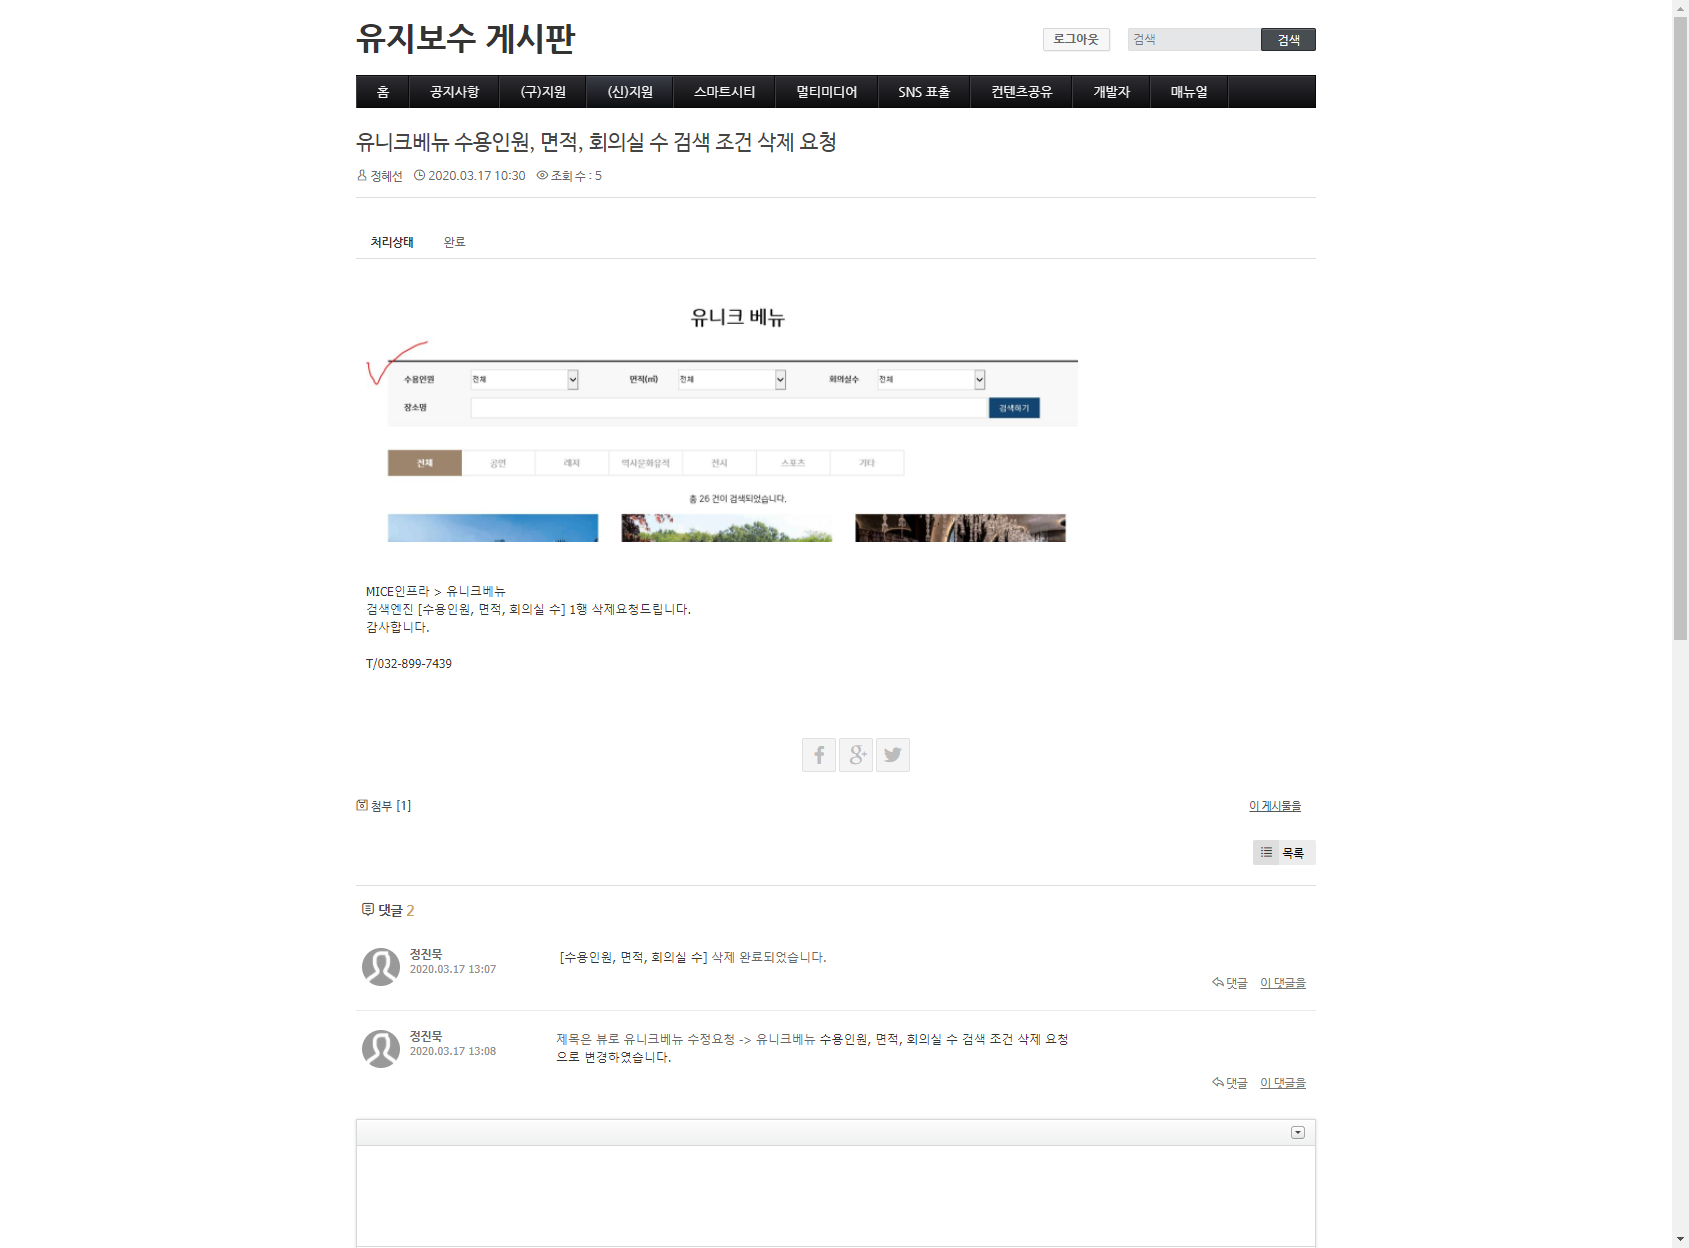 유지보수 게시판
로그아웃 검색 검색
홈 공지사항 (구)지원 (신)지원 스마트시티 멀티미디어 SNS 표출 컨텐츠공유 개발자 매뉴얼
유니크베뉴 수용인원, 면적, 회의실 수 검색 조건 삭제 요청
정혜선 2020.03.17 10:30 조회 수 : 5
처리상태 완료
유니크 베뉴
수용인원 전체 면적(㎡) 전체 회의실수 전체
장소명 검색하기
전체 공연 레저 역사문화유적 전시 스포츠 기타
총 26 건이 검색되었습니다.
MICE인프라 > 유니크베뉴
검색엔진 [수용인원, 면적, 회의실 수] 1행 삭제요청드립니다.
감사합니다.
T/032-899-7439
첨부 [1] 이 게시물을
목록
댓글 2
정진묵
2020.03.17 13:07
[수용인원, 면적, 회의실 수] 삭제 완료되었습니다.
댓글 이 댓글을
정진묵
2020.03.17 13:08
제목은 뷰로 유니크베뉴 수정요청 -> 유니크베뉴 수용인원, 면적, 회의실 수 검색 조건 삭제 요청
으로 변경하였습니다.
댓글 이 댓글을